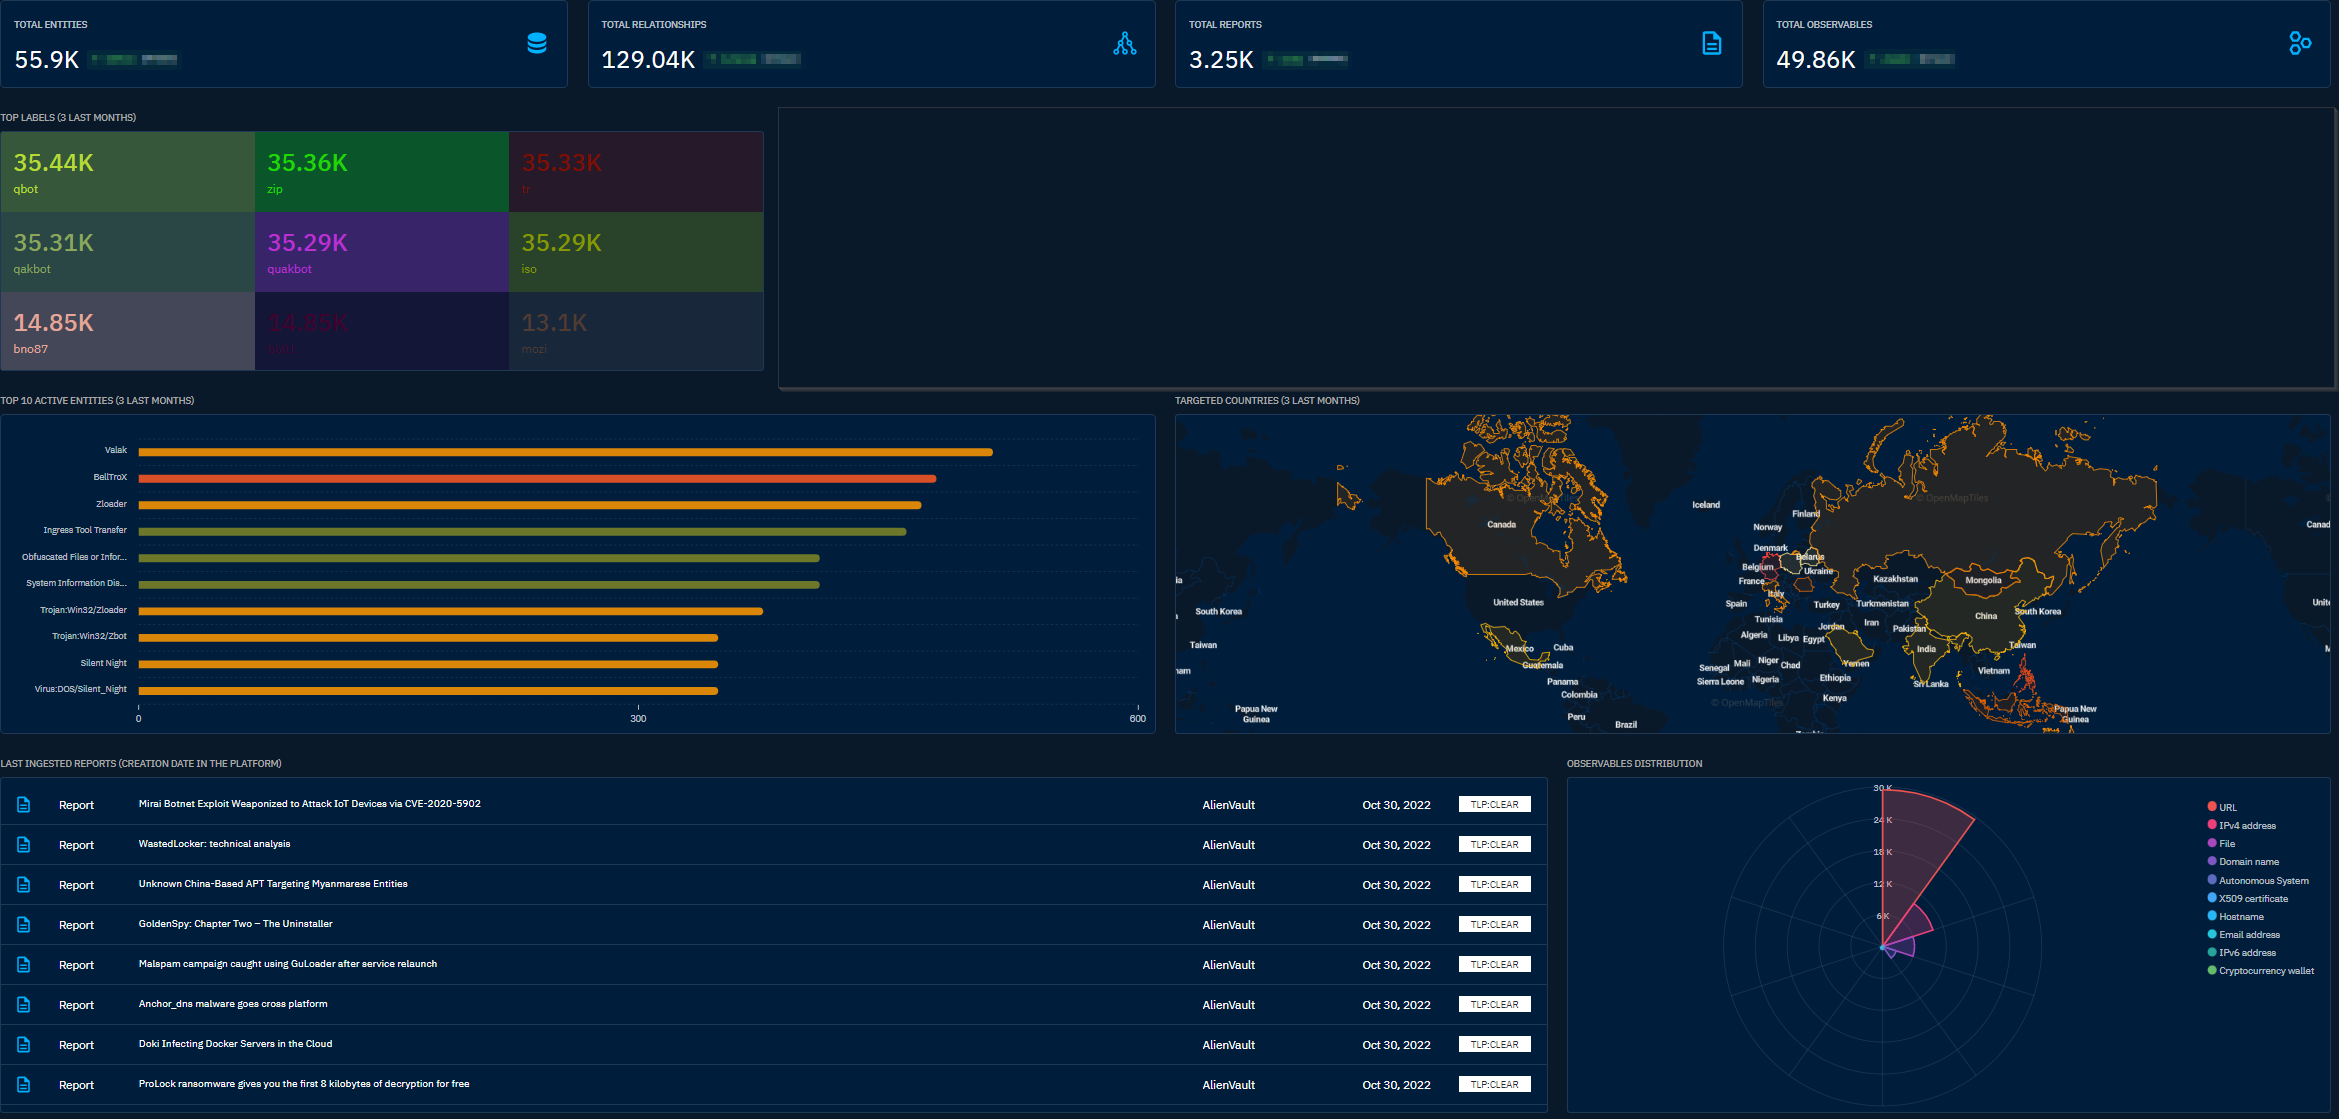 TOTAL ENTITIES
55.9K
TOTAL RELATIONSHIPS
129.04K
TOTAL REPORTS
3.25K
TOTAL OBSERVABLES
49.86K
TOP LABELS (3 LAST MONTHS)
35.44K
qbot
35.36K
zip
35.33K
tr
35.31K
qakbot
35.29K
quakbot
35.29K
iso
14.85K
bno87
14.85K
13.1K
mozi
TOP 10 ACTIVE ENTITIES (3 LAST MONTHS)
Valak
BellTroX
Zloader
Ingress Tool Transfer
Obfuscated Files or Infor...
System Information Dis...
Trojan:Win32/Zloader
Trojan:Win32/Zbot
Silent Night
Virus:DOS/Silent_Night
0
300
600
TARGETED COUNTRIES (3 LAST MONTHS)
© OpenMapTiles
© OpenMapTiles
Iceland
Canada
Canad
Finland
Norway
Denmark
Belarus
Belgium
Ukraine
France
Kazakhstan
Mongolia
ia
Italy
United States
Unite
Spain
Turkey
Turkmenistan
South Korea
South Korea
China
Tunisia
Iran
Jordan
Pakistan
Algeria
Libya
Egypt
Taiwan
Taiwan
Mexico
Cuba
India
M
Guatemala
Niger
Mali
Chad
Yemen
Senegal
nam
Vietnam
Panama
Sierra Leone
Nigeria
Ethiopia
Sri Lanka
Colombia
Kenya
© OpenMapTiles
Papua New
Guinea
Papua New
Guinea
Peru
Brazil
LAST INGESTED REPORTS (CREATION DATE IN THE PLATFORM)
Report Mirai Botnet Exploit Weaponized to Attack IoT Devices via CVE-2020-5902 AlienVault Oct 30, 2022 TLP:CLEAR
Report WastedLocker: technical analysis AlienVault Oct 30, 2022 TLP:CLEAR
Report Unknown China-Based APT Targeting Myanmarese Entities AlienVault Oct 30, 2022 TLP:CLEAR
Report GoldenSpy: Chapter Two – The Uninstaller AlienVault Oct 30, 2022 TLP:CLEAR
Report Malspam campaign caught using GuLoader after service relaunch AlienVault Oct 30, 2022 TLP:CLEAR
Report Anchor_dns malware goes cross platform AlienVault Oct 30, 2022 TLP:CLEAR
Report Doki Infecting Docker Servers in the Cloud AlienVault Oct 30, 2022 TLP:CLEAR
Report ProLock ransomware gives you the first 8 kilobytes of decryption for free AlienVault Oct 30, 2022 TLP:CLEAR
OBSERVABLES DISTRIBUTION
30 K
24 K
18 K
12 K
6 K
URL
IPv4 address
File
Domain name
Autonomous System
X509 certificate
Hostname
Email address
IPv6 address
Cryptocurrency wallet